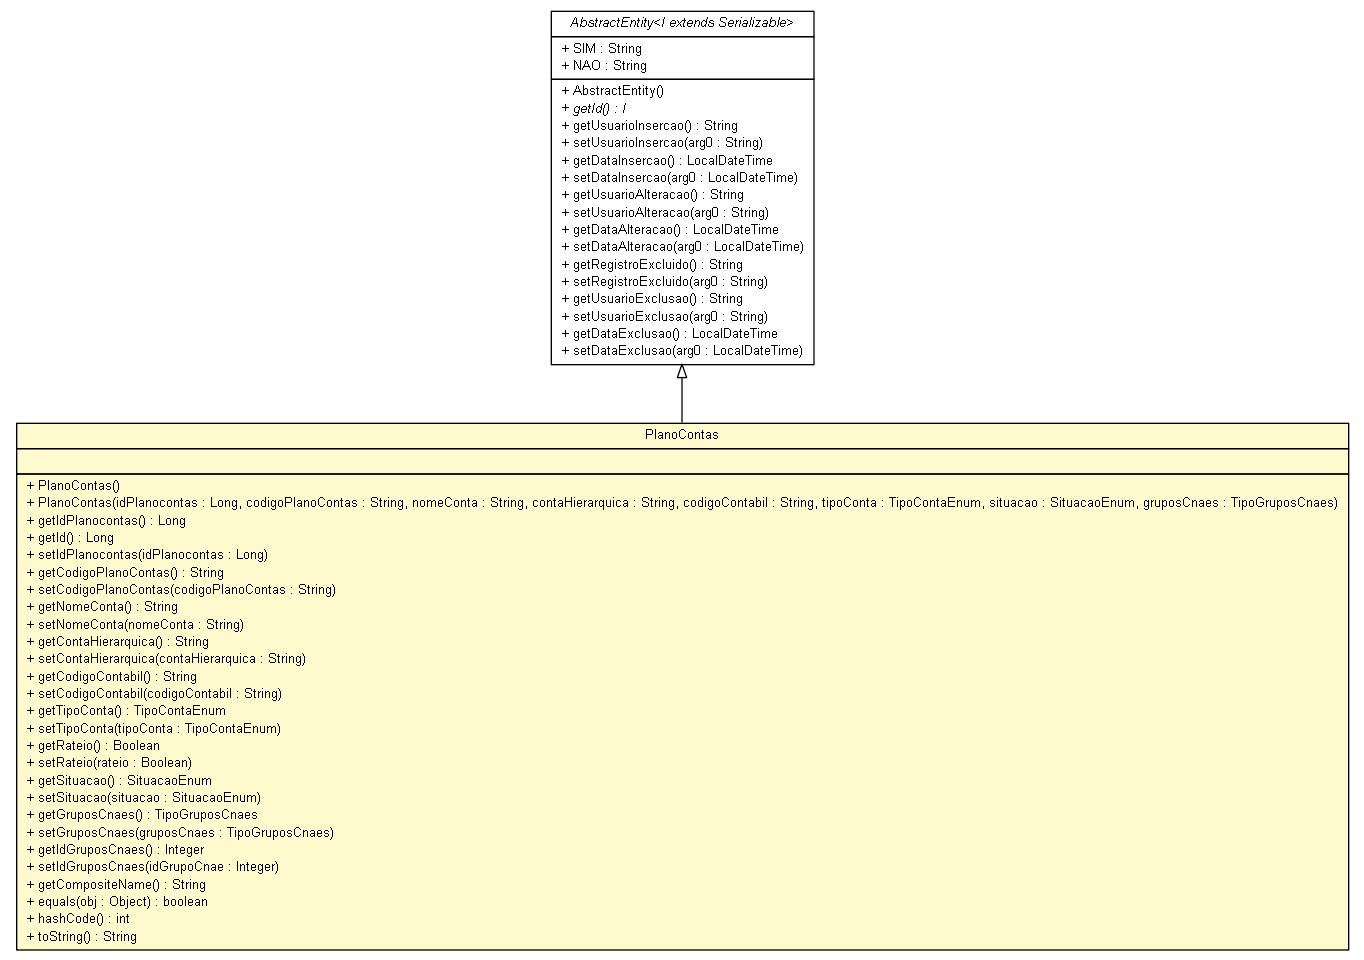 AbstractEntity<I extends Serializable>
+ SIM : String
+ NAO : String
+ AbstractEntity()
+ getId() : I
+ getUsuarioInsercao() : String
+ setUsuarioInsercao(arg0 : String)
+ getDataInsercao() : LocalDateTime
+ setDataInsercao(arg0 : LocalDateTime)
+ getUsuarioAlteracao() : String
+ setUsuarioAlteracao(arg0 : String)
+ getDataAlteracao() : LocalDateTime
+ setDataAlteracao(arg0 : LocalDateTime)
+ getRegistroExcluido() : String
+ setRegistroExcluido(arg0 : String)
+ getUsuarioExclusao() : String
+ setUsuarioExclusao(arg0 : String)
+ getDataExclusao() : LocalDateTime
+ setDataExclusao(arg0 : LocalDateTime)
PlanoContas
+ PlanoContas()
+ PlanoContas(idPlanocontas : Long, codigoPlanoContas : String, nomeConta : String, contaHierarquica : String, codigoContabil : String, tipoConta : TipoContaEnum, situacao : SituacaoEnum, gruposCnaes : TipoGruposCnaes)
+ getIdPlanocontas() : Long
+ getId() : Long
+ setIdPlanocontas(idPlanocontas : Long)
+ getCodigoPlanoContas() : String
+ setCodigoPlanoContas(codigoPlanoContas : String)
+ getNomeConta() : String
+ setNomeConta(nomeConta : String)
+ getContaHierarquica() : String
+ setContaHierarquica(contaHierarquica : String)
+ getCodigoContabil() : String
+ setCodigoContabil(codigoContabil : String)
+ getTipoConta() : TipoContaEnum
+ setTipoConta(tipoConta : TipoContaEnum)
+ getRateio() : Boolean
+ setRateio(rateio : Boolean)
+ getSituacao() : SituacaoEnum
+ setSituacao(situacao : SituacaoEnum)
+ getGruposCnaes() : TipoGruposCnaes
+ setGruposCnaes(gruposCnaes : TipoGruposCnaes)
+ getIdGruposCnaes() : Integer
+ setIdGruposCnaes(idGrupoCnae : Integer)
+ getCompositeName() : String
+ equals(obj : Object) : boolean
+ hashCode() : int
+ toString() : String